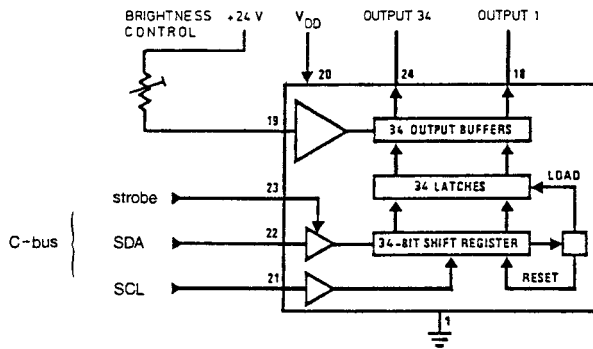 BRIGHTNESS CONTROL
+24 V
VDD
OUTPUT 34
OUTPUT 1
20
24
18
19
34 OUTPUT BUFFERS
23
34 LATCHES
LOAD
strobe
C-bus
SDA
22
34-BIT SHIFT REGISTER
SCL
21
RESET
1